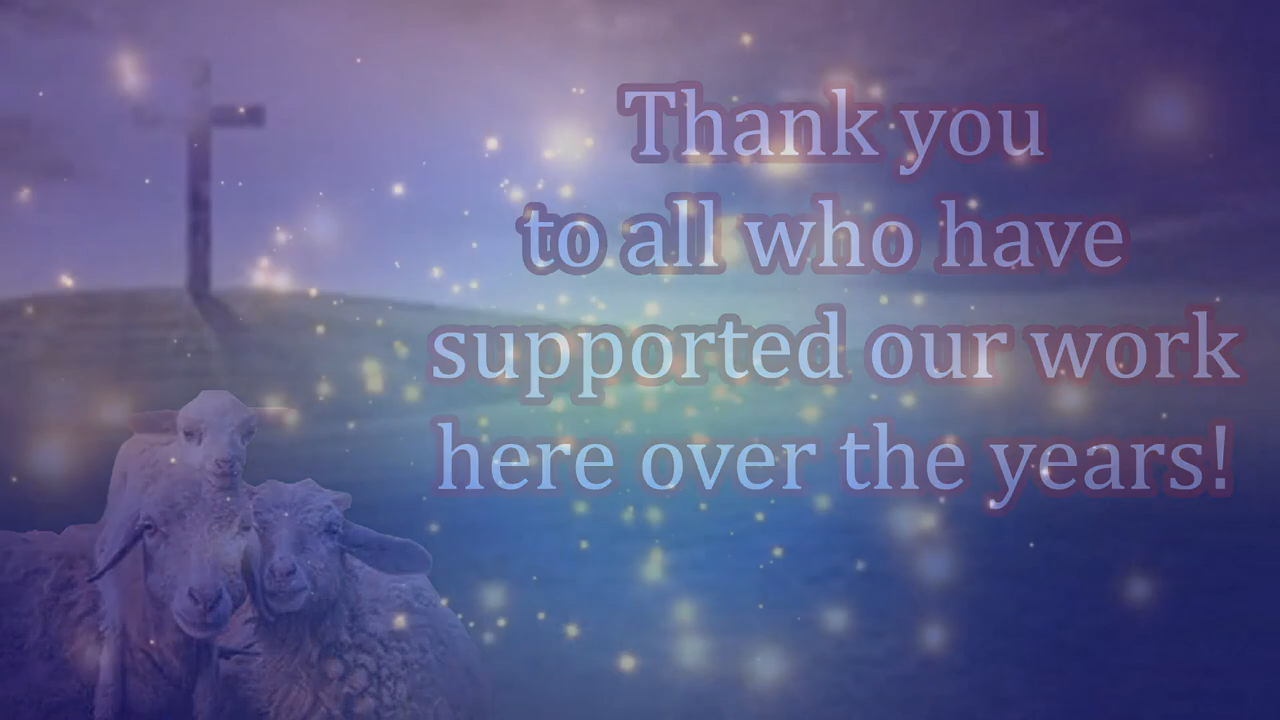 Thank you
to all who have
supported our work
here over the years!